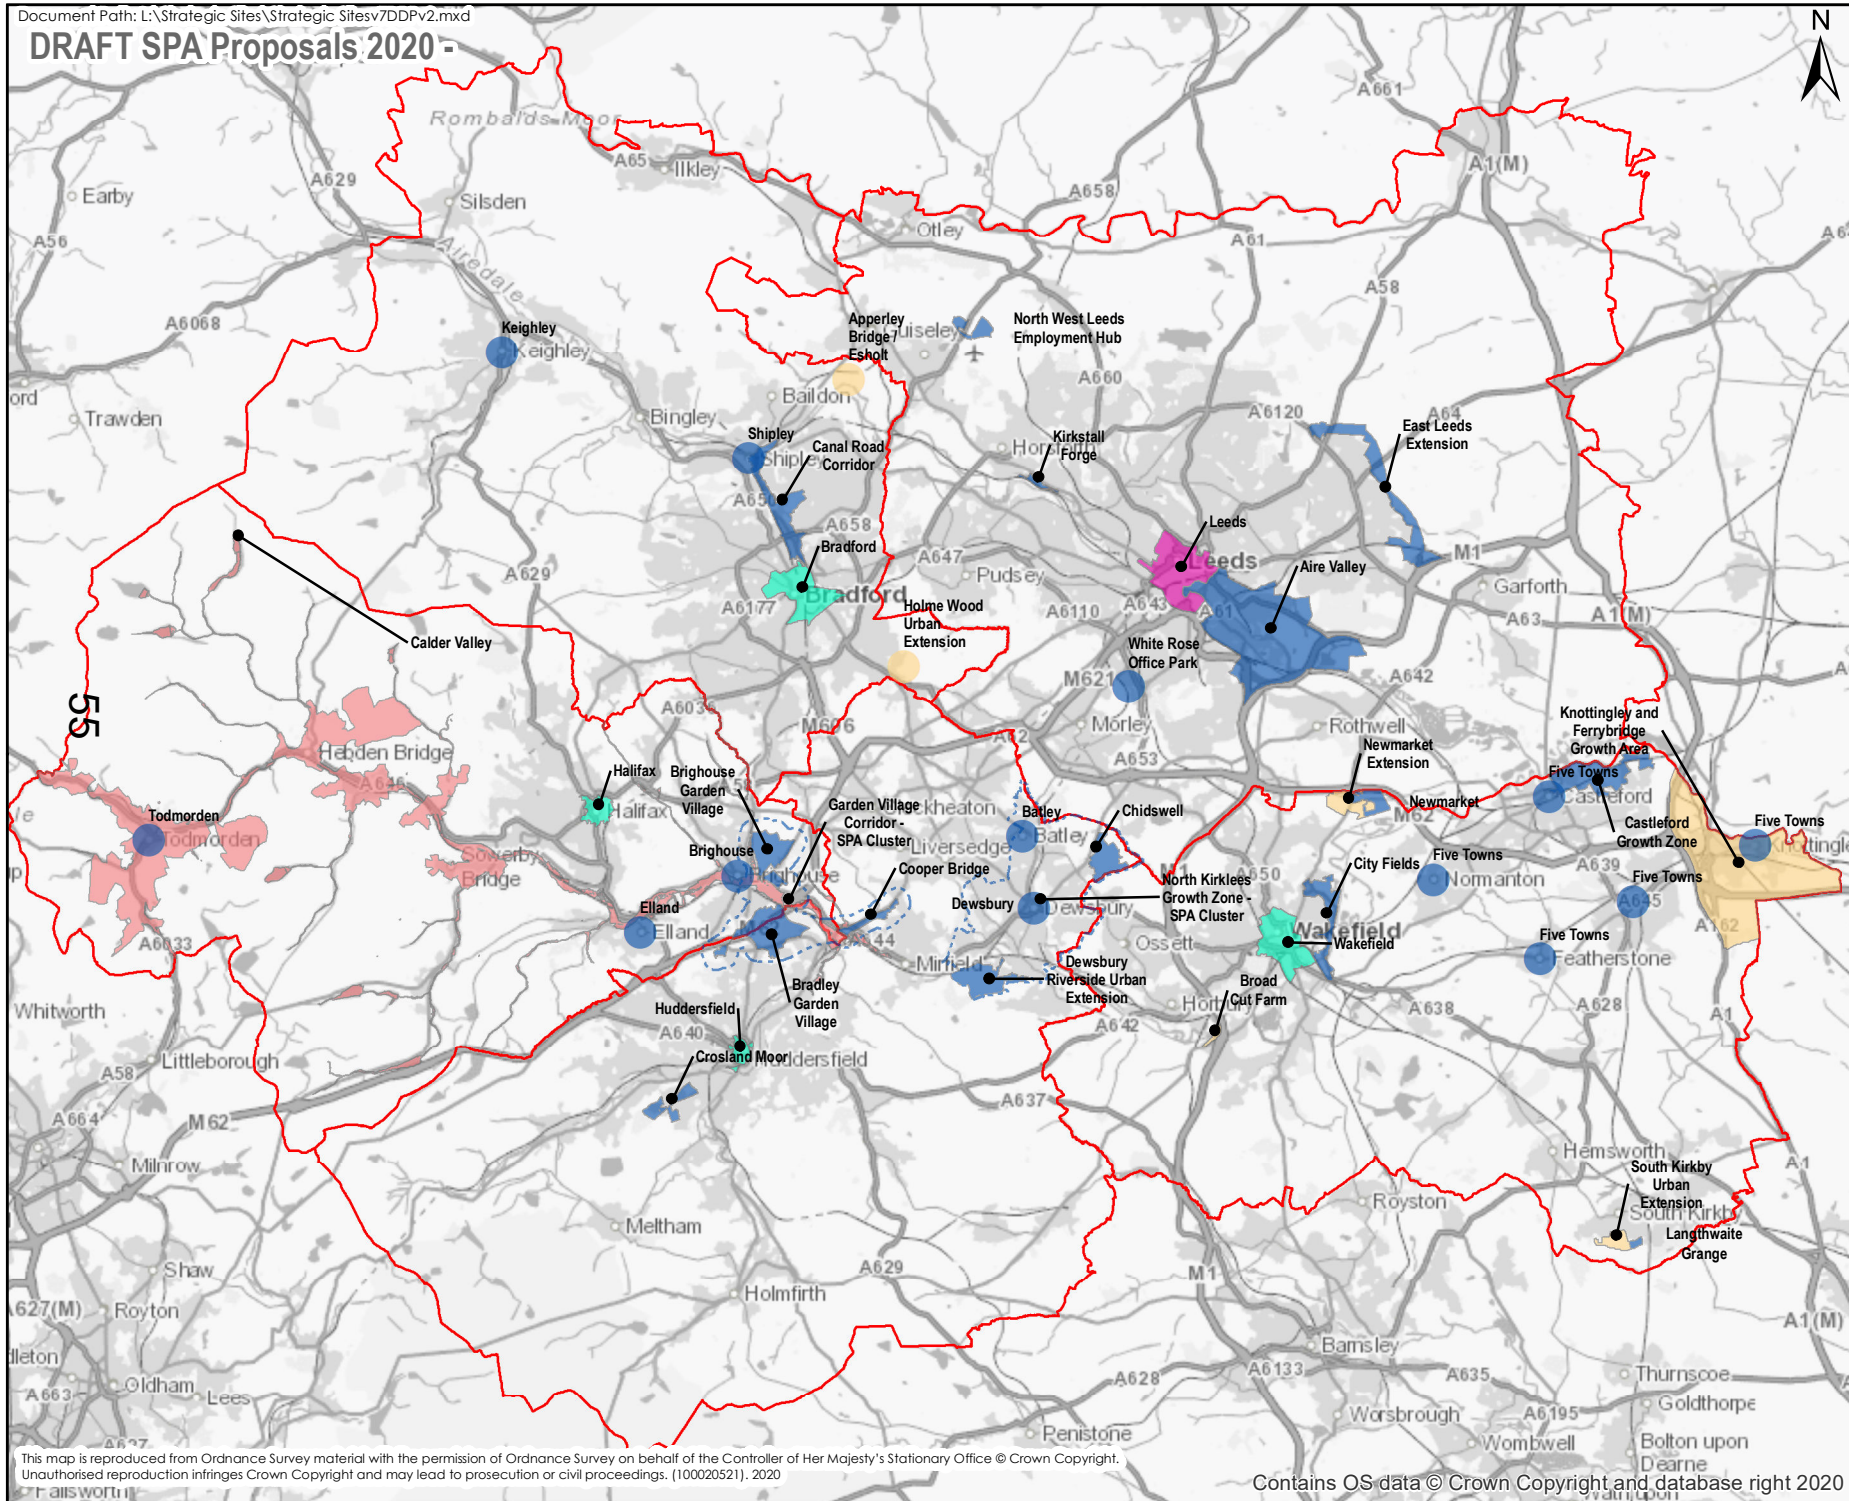 Document Path: L:\Strategic Sites\Strategic Sitesv7DDPv2.mxd
DRAFT SPA Proposals 2020 -
N
A661
Rombalds Moor
A65
Ilkley
A1(M)
A629
Earby
Silsden
A658
A56
Otley
A61
Airedale
A58
A6068
Keighley
Keighley
Apperley
Bridge /
Esholt
Guiseley
North West Leeds
Employment Hub
A660
Baildon
Trawden
Bingley
A6120
A64
East Leeds
Extension
Shipley
Shipley
Canal Road
Corridor
Kirkstall
Forge
A658
Bradford
Bradford
A647
Leeds
Leeds
M1
Pudsey
Aire Valley
Garforth
A629
A6177
Holme Wood
Urban
Extension
A6110
A643
A61
A63
A1(M)
Calder Valley
White Rose
Office Park
M621
A642
55
Morley
Rothwell
Knottingley and
Ferrybridge
Growth Area
M606
A62
Hebden Bridge
A646
A653
Newmarket
Extension
Halifax
Halifax
Brighouse
Garden
Village
Garden Village
Corridor -
SPA Cluster
Five Towns
Castleford
Newmarket
M62
Todmorden
Todmorden
Batley
Batley
Chidswell
Castleford
Growth Zone
Five Towns
Liversedge
Sowerby
Bridge
Brighouse
Brighouse
Cooper Bridge
North Kirklees
Growth Zone -
SPA Cluster
City Fields
Five Towns
Normanton
A639
Five Towns
A645
Elland
Elland
Dewsbury
Dewsbury
Wakefield
Wakefield
A162
A6033
Ossett
Five Towns
Featherstone
Mirfield
Dewsbury
Riverside Urban
Extension
Bradley
Garden
Village
Broad
Cut Farm
Horbury
A638
A628
A1
Whitworth
Huddersfield
A640
A642
Crosland Moor
Huddersfield
Littleborough
A58
A637
A664
M62
Milnrow
Hemsworth
A1
South Kirkby
Urban
Extension
South Kirkby
Royston
Meltham
Langthwaite
Grange
Shaw
A629
M1
A627(M)
Royton
Holmfirth
A1(M)
Barnsley
A6133
A635
Thurnscoe
A628
Oldham
A663
Lees
Goldthorpe
Worsbrough
A6195
Penistone
Wombwell
Bolton upon
Dearne
A627
This map is reproduced from Ordnance Survey material with the permission of Ordnance Survey on behalf of the Controller of Her Majesty's Stationary Office © Crown Copyright.
Unauthorised reproduction infringes Crown Copyright and may lead to prosecution or civil proceedings. (100020521). 2020
Contains OS data © Crown Copyright and database right 2020
Failsworth